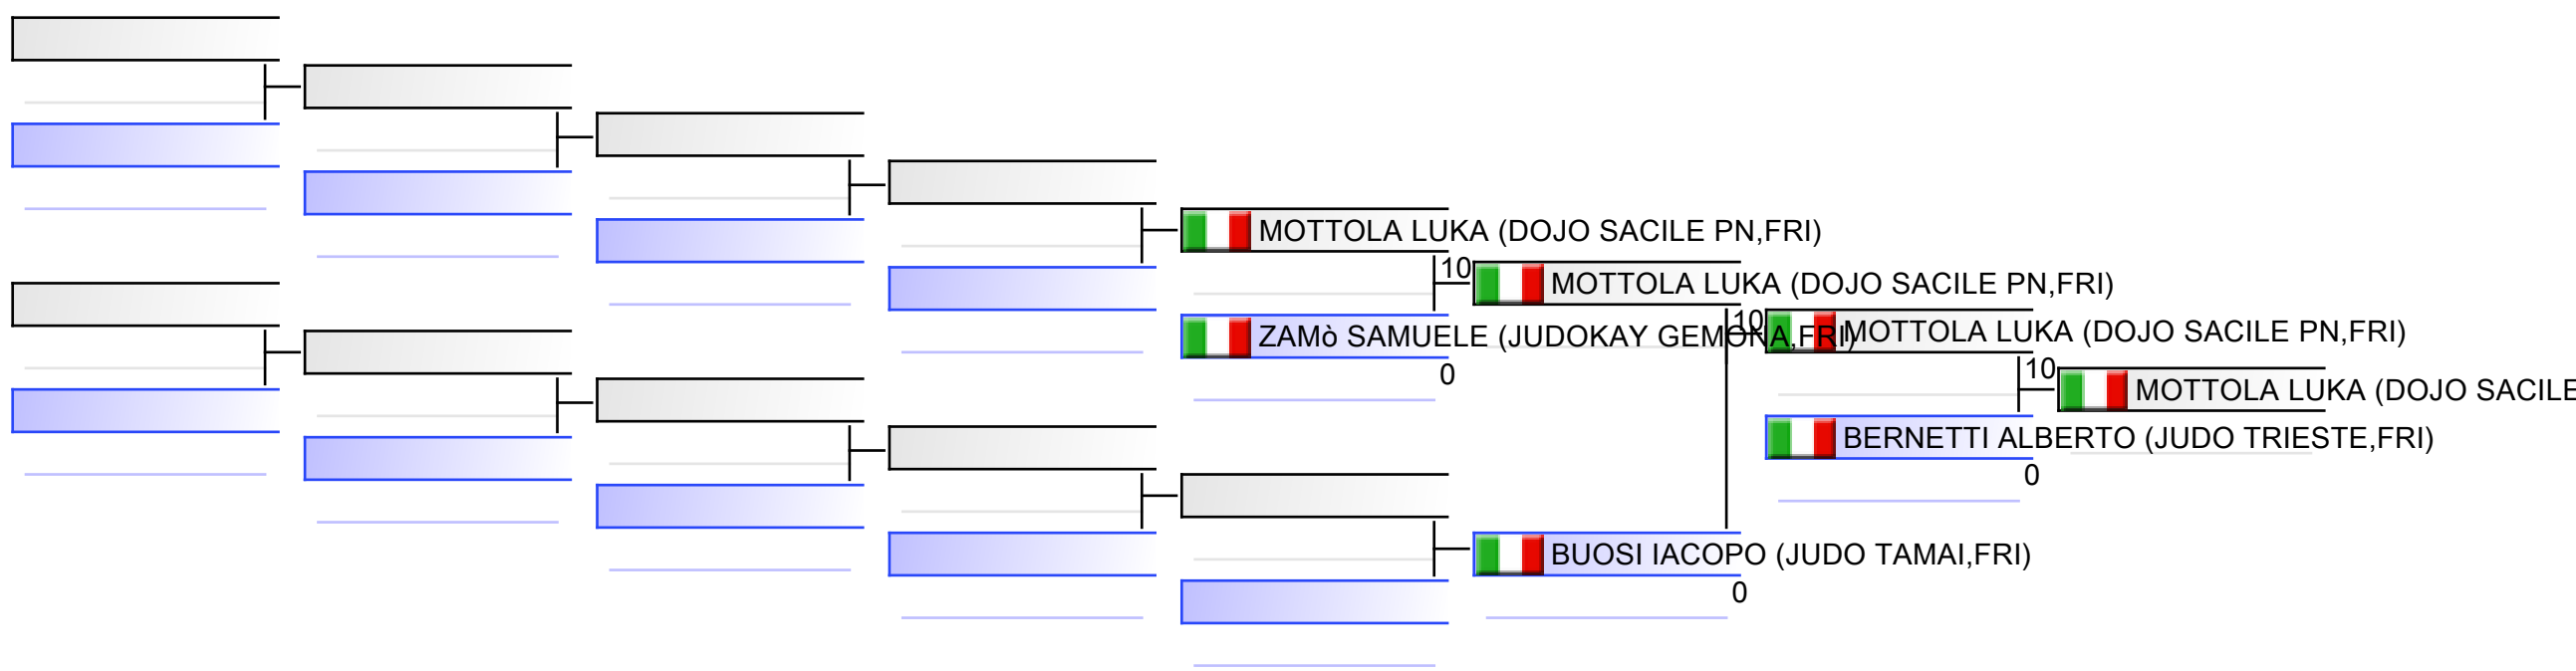 MOTTOLA LUKA (DOJO SACILE PN,FRI)
10
MOTTOLA LUKA (DOJO SACILE PN,FRI)
ZAMò SAMUELE (JUDOKAY GEMONA,FRI)
0
10
MOTTOLA LUKA (DOJO SACILE PN,FRI)
10
MOTTOLA LUKA (DOJO SACILE
BERNETTI ALBERTO (JUDO TRIESTE,FRI)
0
BUOSI IACOPO (JUDO TAMAI,FRI)
0